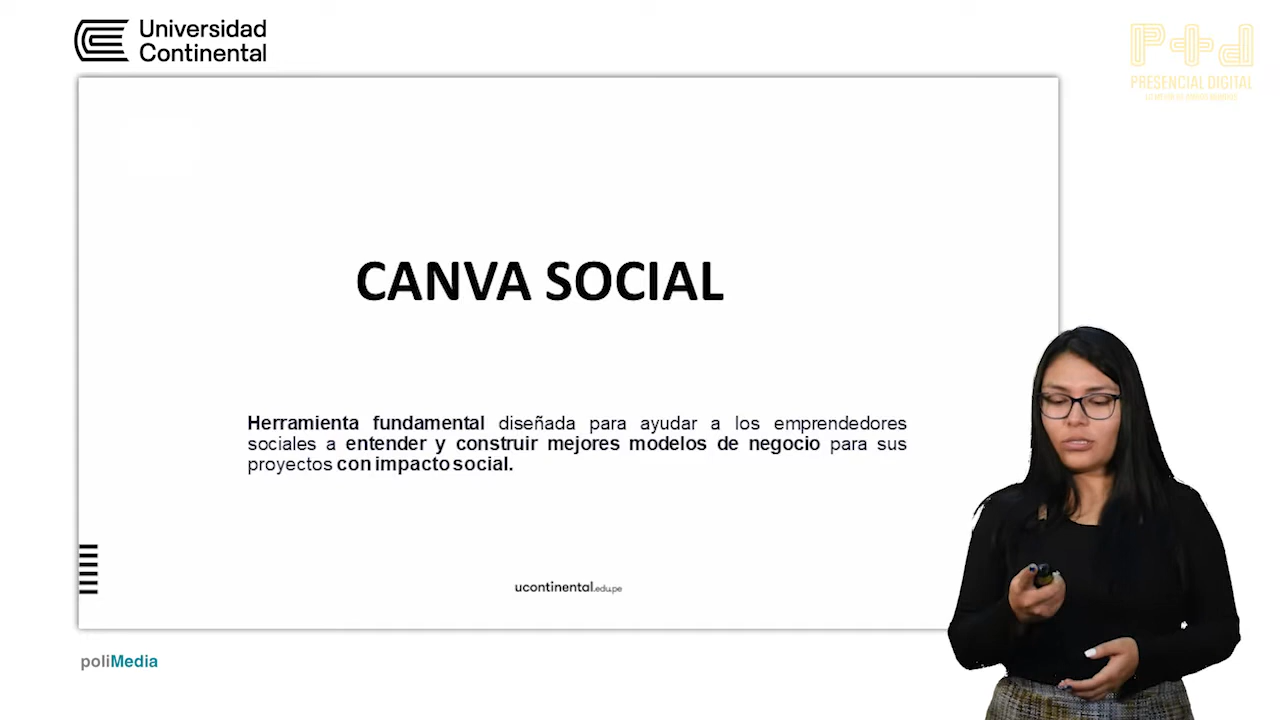 Universidad
Continental
PRESENCIAL DIGITAL
CANVA SOCIAL
Herramienta fundamental diseñada para ayudar a los emprendedores
sociales a entender y construir mejores modelos de negocio para sus
proyectos con impacto social.
ucontinental.edu.pe
poliMedia